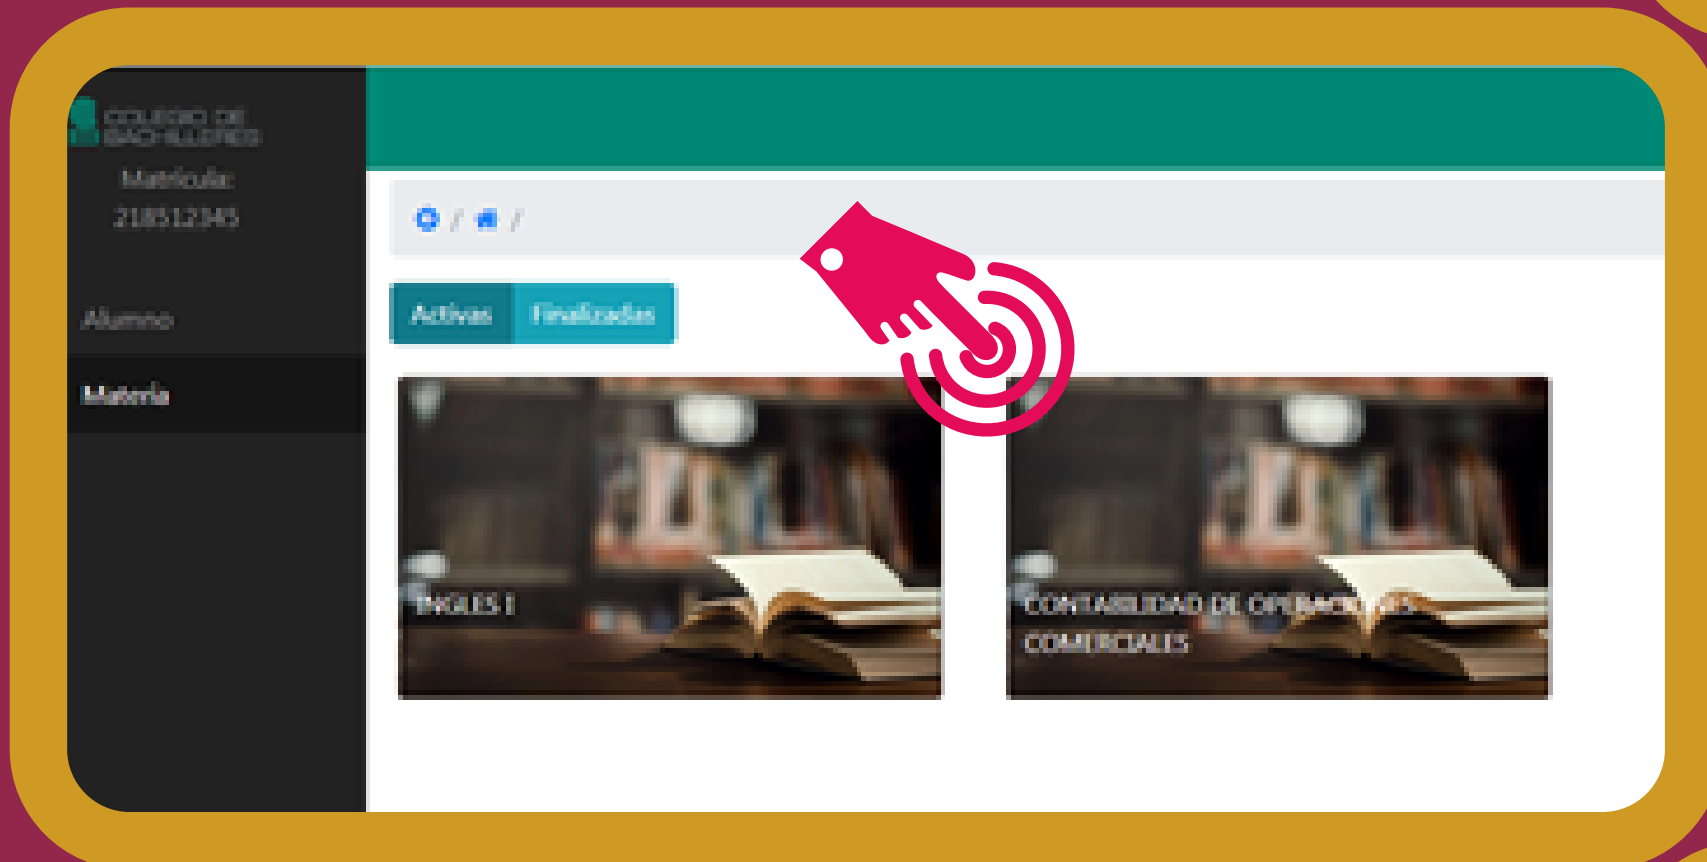 COLEGIO DE
BACHILLERES
Matrícula:
218512345
Alumno
Materia
/ /
Activas Finalizadas
INGLES I
CONTABILIDAD DE OPERACIONES
COMERCIALES